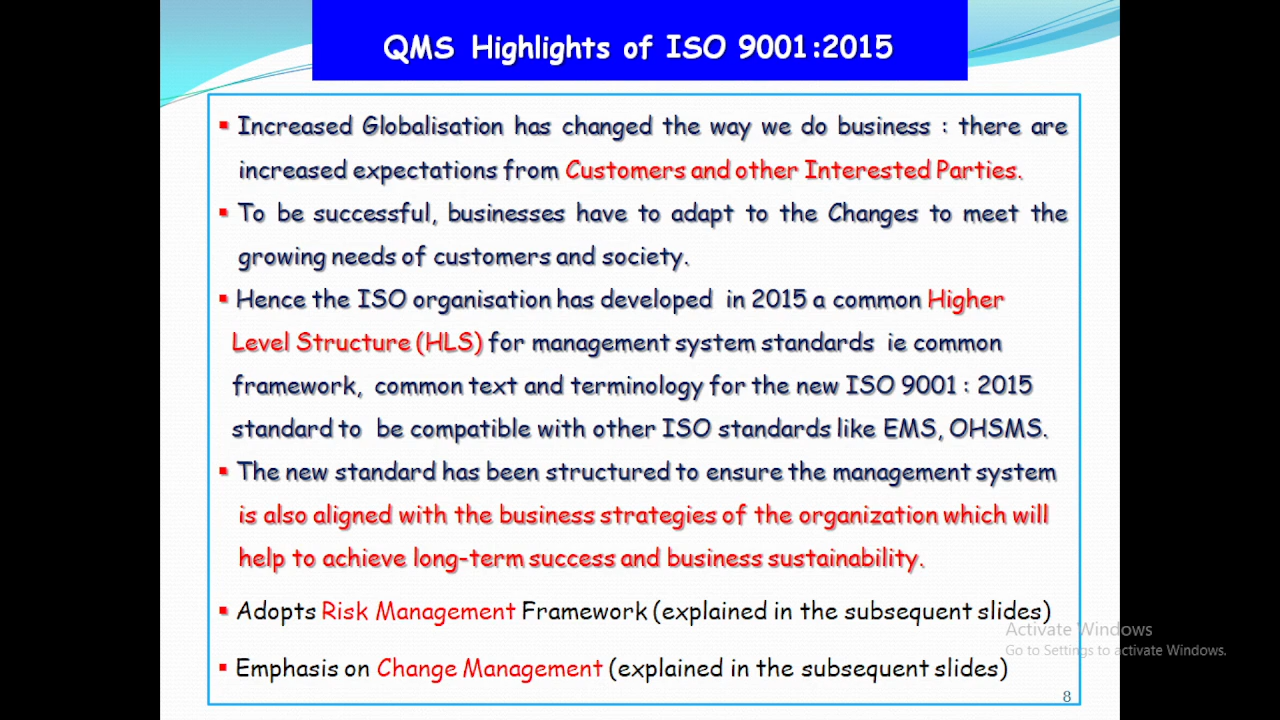 QMS Highlights of ISO 9001:2015
▪ Increased Globalisation has changed the way we do business : there are
increased expectations from Customers and other Interested Parties.
▪ To be successful, businesses have to adapt to the Changes to meet the
growing needs of customers and society.
▪ Hence the ISO organisation has developed in 2015 a common Higher
Level Structure (HLS) for management system standards ie common
framework, common text and terminology for the new ISO 9001 : 2015
standard to be compatible with other ISO standards like EMS, OHSMS.
▪ The new standard has been structured to ensure the management system
is also aligned with the business strategies of the organization which will
help to achieve long-term success and business sustainability.
▪ Adopts Risk Management Framework (explained in the subsequent slides)
▪ Emphasis on Change Management (explained in the subsequent slides)
Activate Windows
Go to Settings to activate Windows.
8